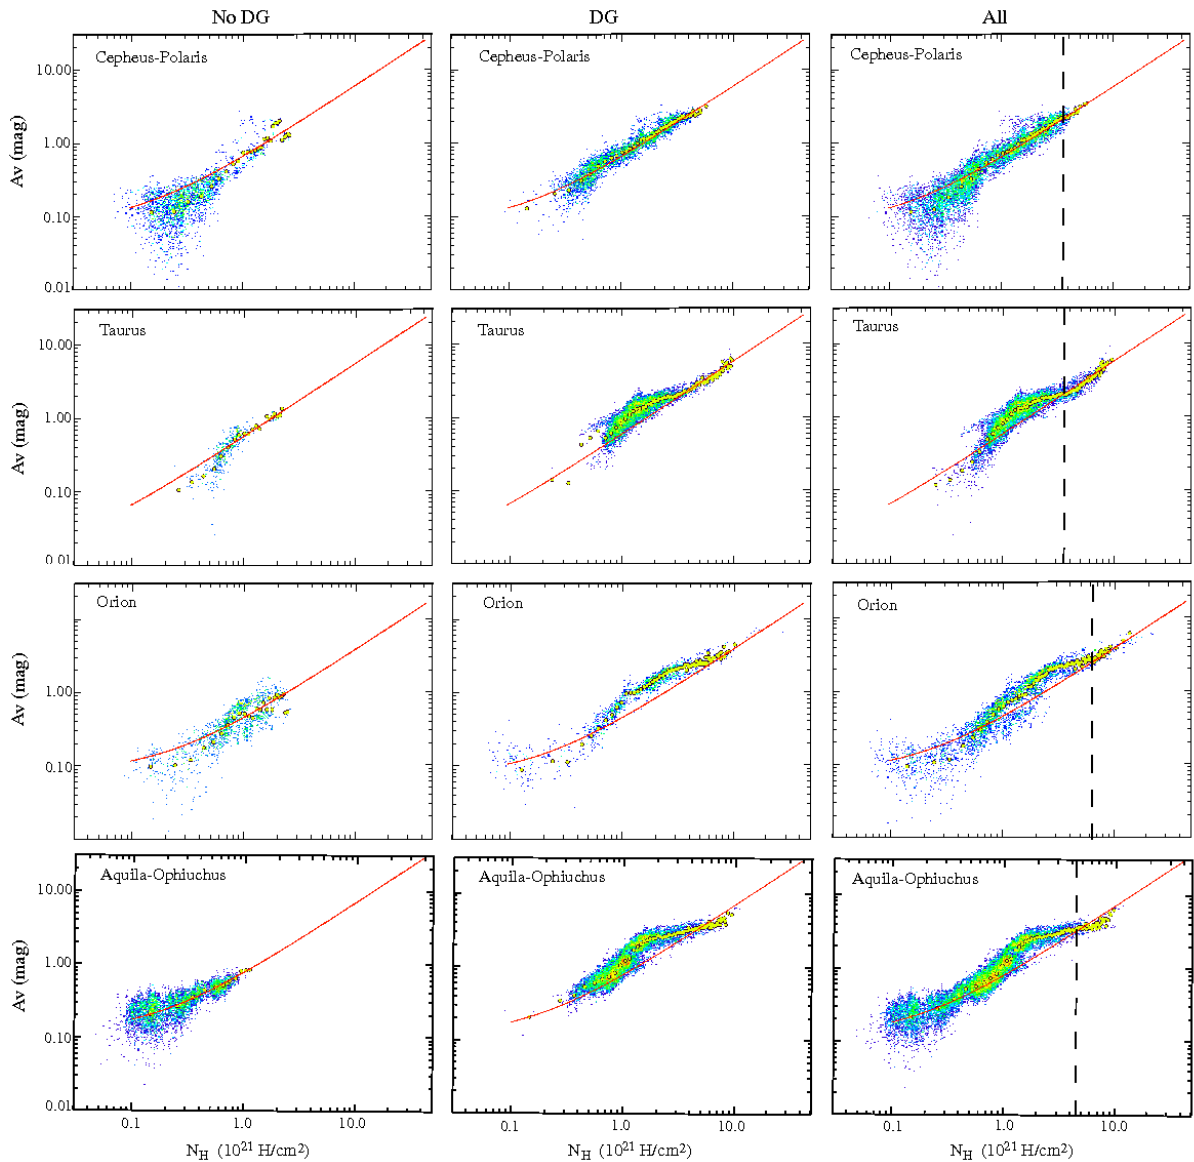 No DG DG All
Cepheus-Polaris Cepheus-Polaris Cepheus-Polaris
10.00
1.00
0.10
0.01
Av (mag)
Taurus Taurus Taurus
10.00
1.00
0.10
0.01
Av (mag)
Orion Orion Orion
1.00
0.10
Av (mag)
Aquila-Ophiuchus Aquila-Ophiuchus Aquila-Ophiuchus
10.00
1.00
0.10
0.01
Av (mag)
0.1 1.0 10.0 0.1 1.0 10.0 0.1 1.0 10.0
N_H (10^21 H/cm²) N_H (10^21 H/cm²) N_H (10^21 H/cm²)